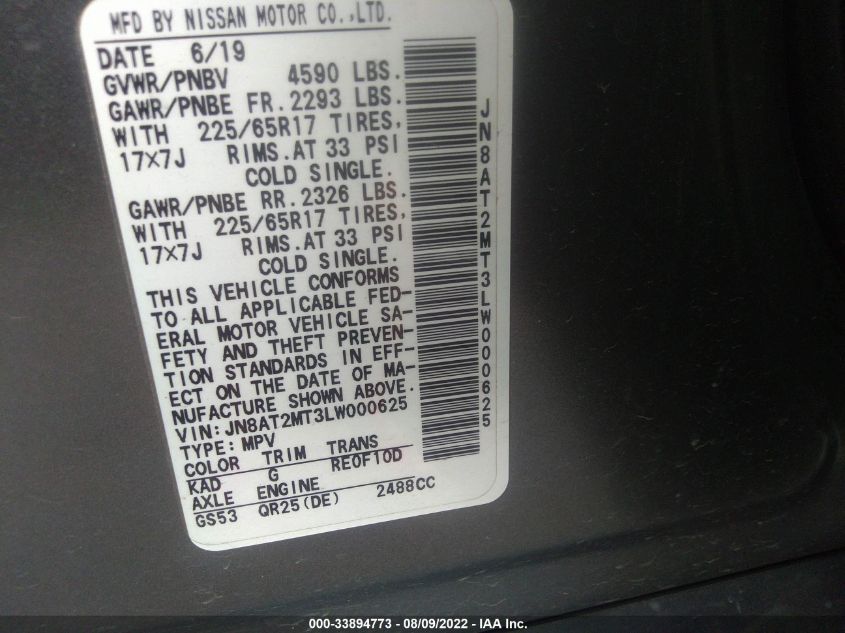 MFD BY NISSAN MOTOR CO.,LTD.
DATE 6/19
GVWR/PNBV 4590 LBS.
GAWR/PNBE FR. 2293 LBS.
WITH 225/65R17 TIRES,
17X7J RIMS.AT 33 PSI
COLD SINGLE.
GAWR/PNBE RR. 2326 LBS.
WITH 225/65R17 TIRES,
17X7J RIMS.AT 33 PSI
COLD SINGLE.
THIS VEHICLE CONFORMS
TO ALL APPLICABLE FED-
ERAL MOTOR VEHICLE SA-
FETY AND THEFT PREVEN-
TION STANDARDS IN EFF-
ECT ON THE DATE OF MA-
NUFACTURE SHOWN ABOVE.
VIN: JN8AT2MT3LW000625
TYPE: MPV
COLOR TRIM TRANS
KAD G RE0F10D
AXLE ENGINE
GS53 QR25(DE) 2488CC
JN8AT2MT3LW000625
000-33894773 - 08/09/2022 - IAA Inc.